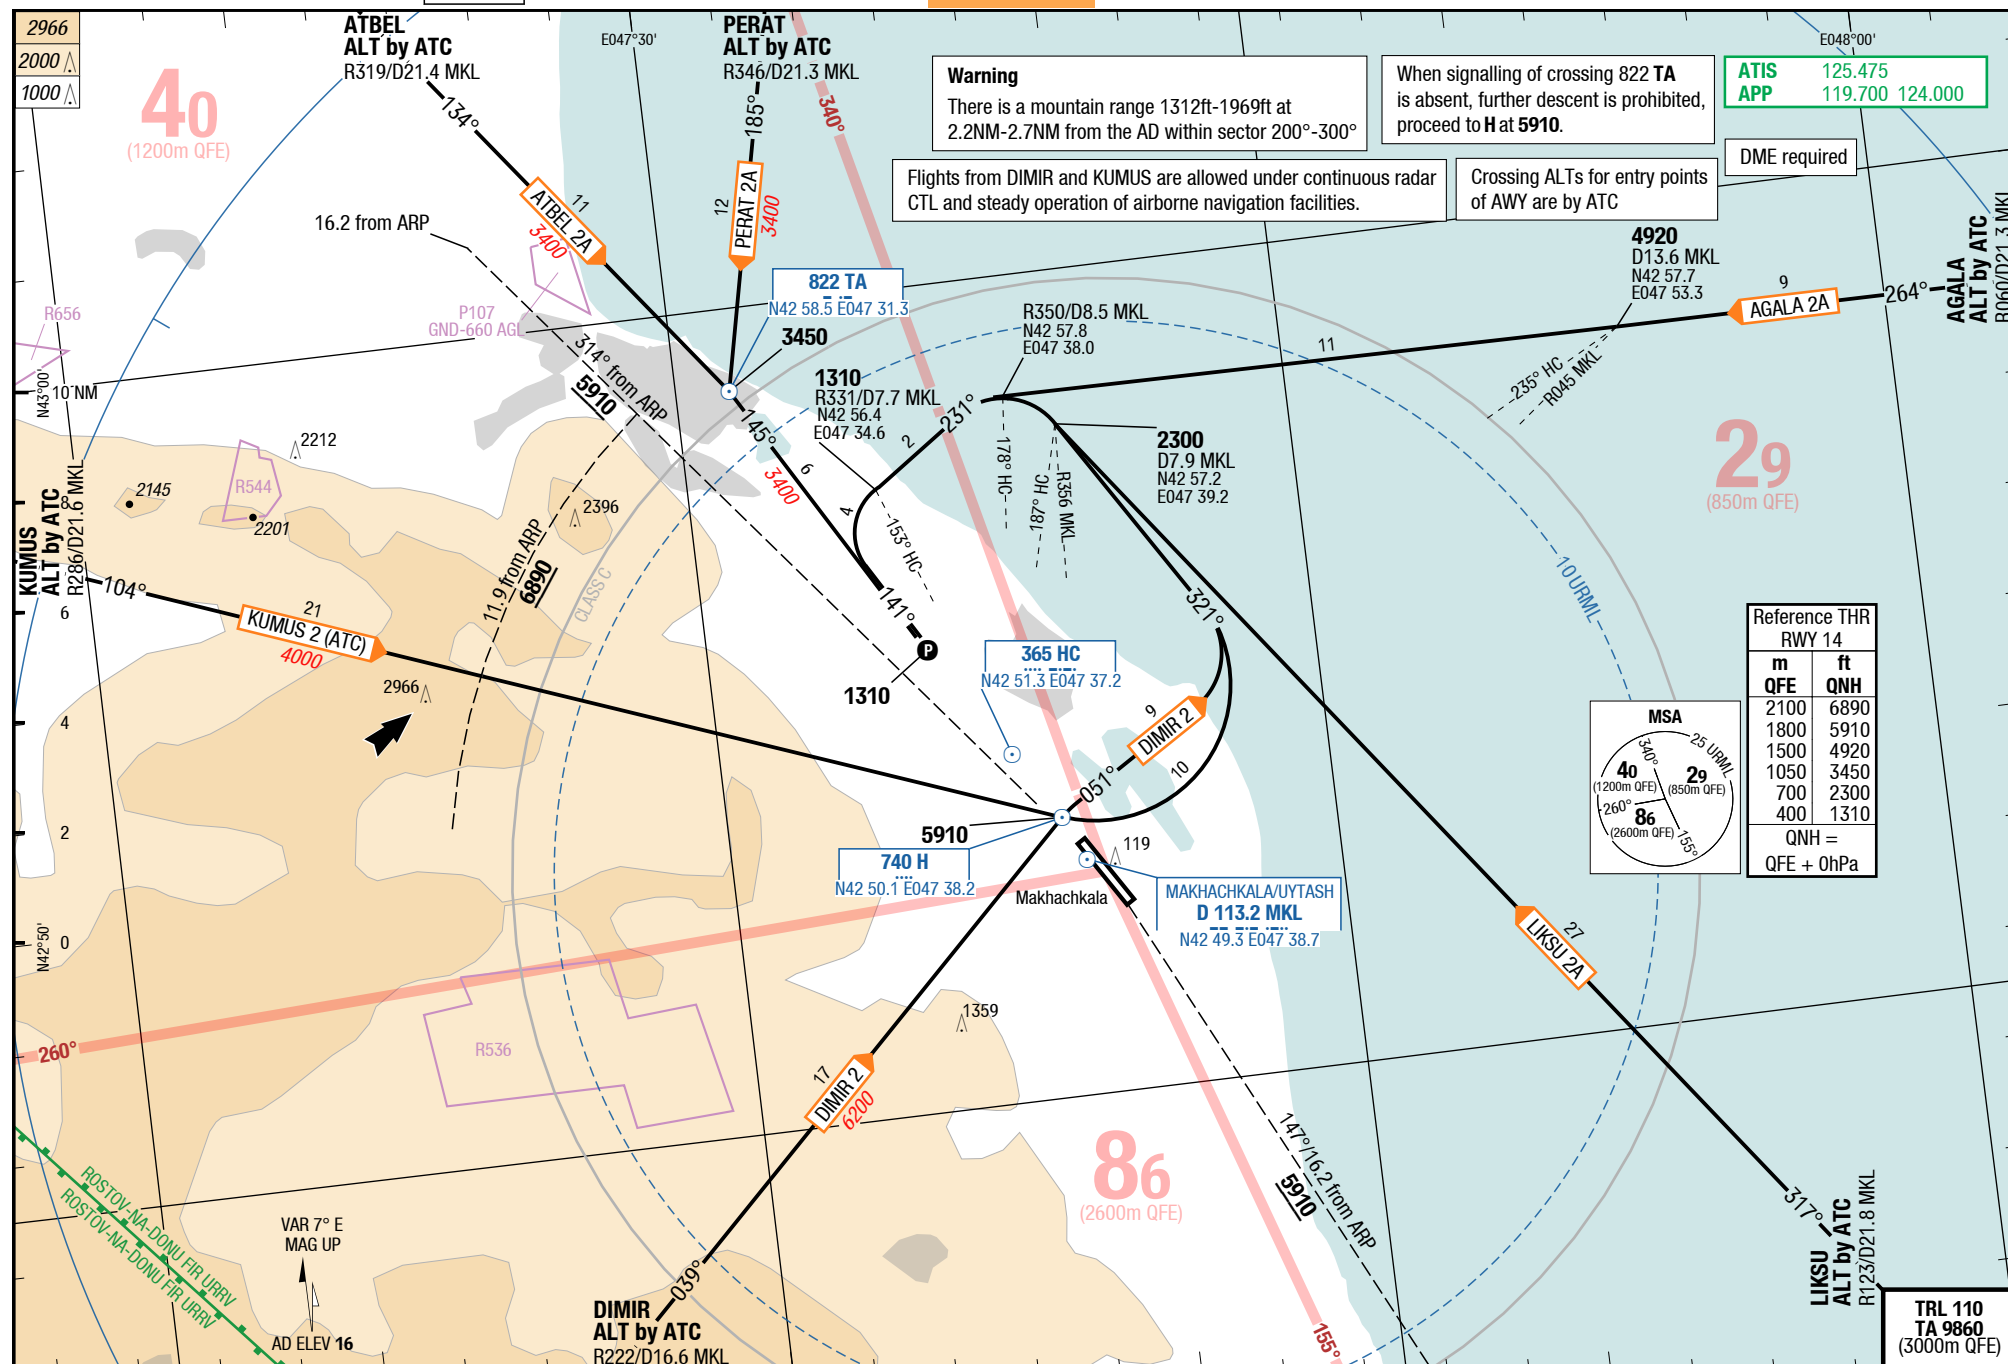 2966
2000
1000
40
(1200m QFE)
ATBEL
ALT by ATC
R319/D21.4 MKL
E047°30'
PERAT
ALT by ATC
R346/D21.3 MKL
340°
Warning
There is a mountain range 1312ft-1969ft at
2.2NM-2.7NM from the AD within sector 200°-300°
When signalling of crossing 822 TA
is absent, further descent is prohibited,
proceed to H at 5910.
E048°00'
ATIS 125.475
APP 119.700 124.000
DME required
Flights from DIMIR and KUMUS are allowed under continuous radar
CTL and steady operation of airborne navigation facilities.
Crossing ALTs for entry points
of AWY are by ATC
134°
185°
11
ATBEL 2A
3400
12
PERAT 2A
3400
16.2 from ARP
4920
D13.6 MKL
N42 57.7
E047 53.3
9
AGALA 2A
264°
AGALA
ALT by ATC
R060/D21.3 MKL
822 TA
N42 58.5 E047 31.3
R656
P107
GND-660 AGL
3450
R350/D8.5 MKL
N42 57.8
E047 38.0
11
314° from ARP
5910
1310
R331/D7.7 MKL
N42 56.4
E047 34.6
235° HC
R045 MKL
N43°00'
10 NM
145°
6
3400
2
231°
178° HC
187° HC
R356 MKL
2300
D7.9 MKL
N42 57.2
E047 39.2
29
(850m QFE)
2212
R544
2145
2201
2396
8
KUMUS
ALT by ATC
R286/D21.6 MKL
4
153° HC
104°
21
KUMUS 2 (ATC)
4000
11.9 from ARP
6890
CLASS C
141°
P
1310
321°
10 URML
6
2966
365 HC
N42 51.3 E047 37.2
9
DIMIR 2
051°
10
Reference THR
RWY 14
m ft
QFE QNH
2100 6890
1800 5910
1500 4920
1050 3450
700 2300
400 1310
QNH =
QFE + 0hPa
MSA
25 URML
340°
40
(1200m QFE)
29
(850m QFE)
260°
86
(2600m QFE)
155°
4
2
5910
740 H
N42 50.1 E047 38.2
119
Makhachkala
MAKHACHKALA/UYTASH
D 113.2 MKL
N42 49.3 E047 38.7
N42°50'
0
27
LIKSU 2A
260°
R536
1359
17
DIMIR 2
6200
86
(2600m QFE)
147°/16.2 from ARP
5910
ROSTOV-NA-DONU FIR URRV
ROSTOV-NA-DONU FIR URRV
VAR 7° E
MAG UP
AD ELEV 16
039°
DIMIR
ALT by ATC
R222/D16.6 MKL
155°
317°
LIKSU
ALT by ATC
R123/D21.8 MKL
TRL 110
TA 9860
(3000m QFE)